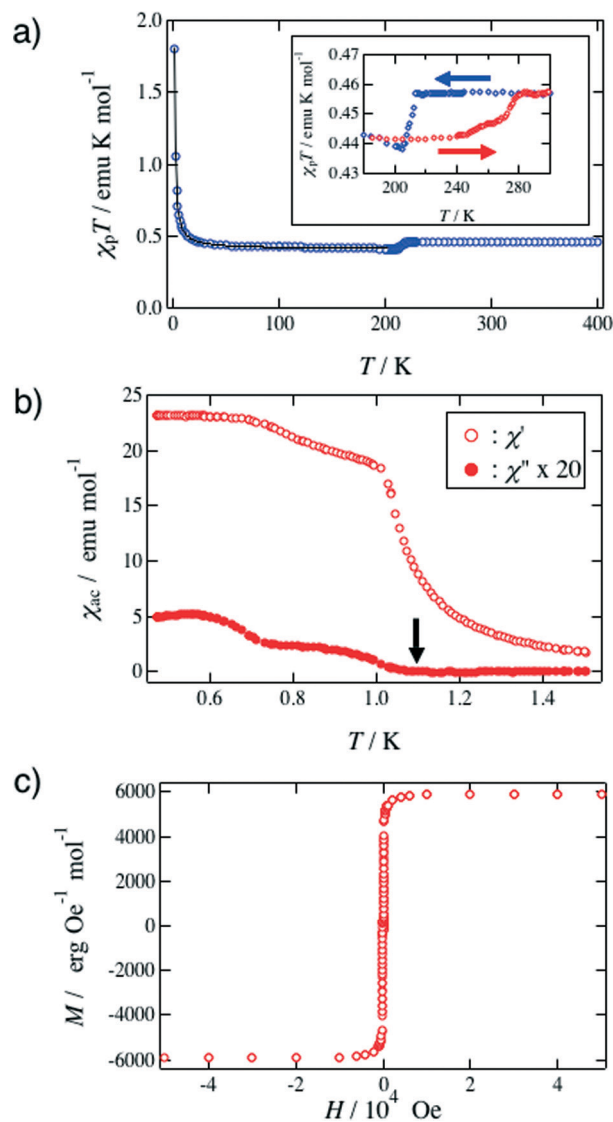 a)
2.0
1.5
1.0
0.5
0.0
χpT / emu K mol⁻¹
0.47
0.46
0.45
0.44
0.43
χpT / emu K mol⁻¹
200 240 280
T / K
0 100 200 300 400
T / K
b)
25
20
15
10
5
0
χac / emu mol⁻¹
: χ'
: χ'' x 20
0.6 0.8 1.0 1.2 1.4
T / K
c)
6000
4000
2000
0
-2000
-4000
-6000
M / erg Oe⁻¹ mol⁻¹
-4 -2 0 2 4
H / 10⁴ Oe